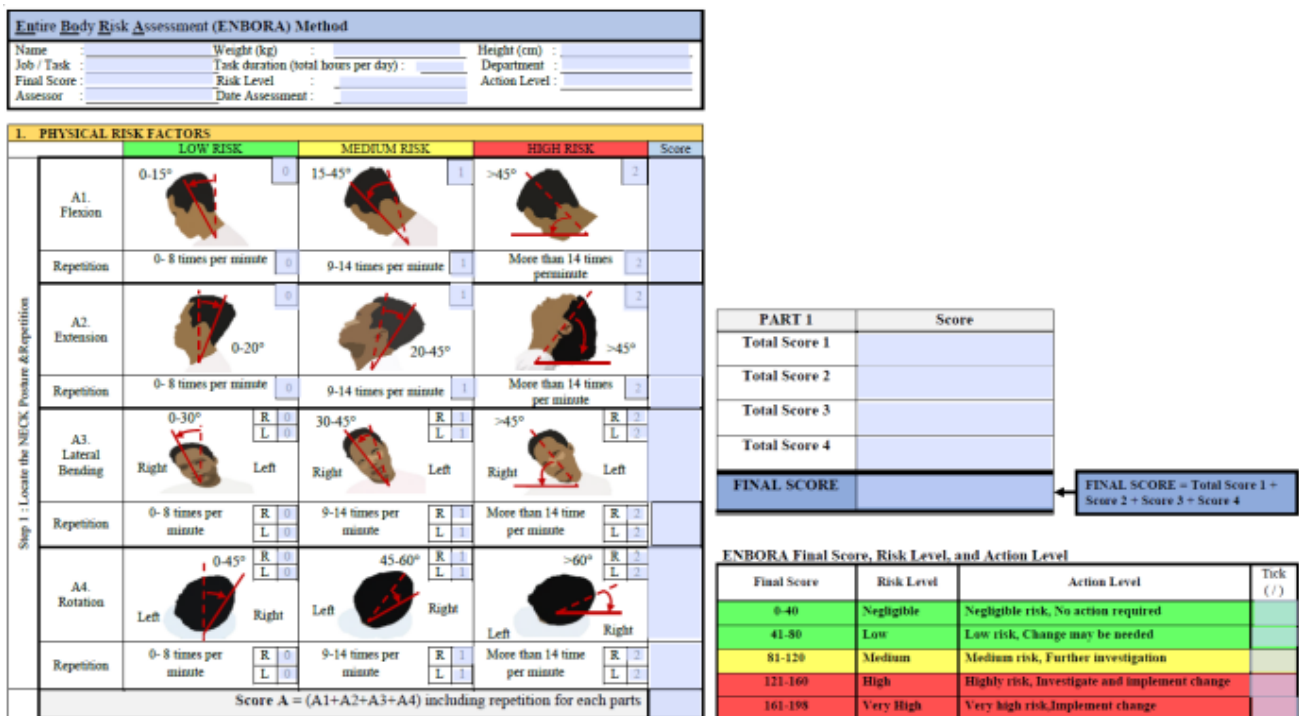 Entire Body Risk Assessment (ENBORA) Method
Name : Weight (kg) : Height (cm) :
Job / Task : Task duration (total hours per day) : Department :
Final Score : Risk Level : Action Level :
Assessor : Date Assessment :
1. PHYSICAL RISK FACTORS
LOW RISK MEDIUM RISK HIGH RISK Score
Step 1 : Locate the NECK Posture & Repetition
A1.
Flexion
0-15° 0 15-45° 1 >45° 2
Repetition
0- 8 times per minute 0 9-14 times per minute 1 More than 14 times
perminute 2
A2.
Extension
0-20° 0 20-45° 1 >45° 2
Repetition
0- 8 times per minute 0 9-14 times per minute 1 More than 14 times
per minute 2
A3.
Lateral
Bending
0-30° R 0 30-45° R 1 >45° R 2
L 0 L 1 L 2
Right Left Right Left Right Left
Repetition
0- 8 times per
minute R 0 L 0
9-14 times per
minute R 1 L 1
More than 14 time
per minute R 2 L 2
A4.
Rotation
0-45° R 0 45-60° R 1 >60° R 2
L 0 L 1 L 2
Left Right Left Right Left Right
Repetition
0- 8 times per
minute R 0 L 0
9-14 times per
minute R 1 L 1
More than 14 time
per minute R 2 L 2
Score A = (A1+A2+A3+A4) including repetition for each parts
PART 1 Score
Total Score 1
Total Score 2
Total Score 3
Total Score 4
FINAL SCORE
FINAL SCORE = Total Score 1 +
Score 2 + Score 3 + Score 4
ENBORA Final Score, Risk Level, and Action Level
Final Score Risk Level Action Level Tick
( / )
0-40 Negligible Negligible risk, No action required
41-80 Low Low risk, Change may be needed
81-120 Medium Medium risk, Further investigation
121-160 High Highly risk, Investigate and implement change
161-198 Very High Very high risk,Implement change